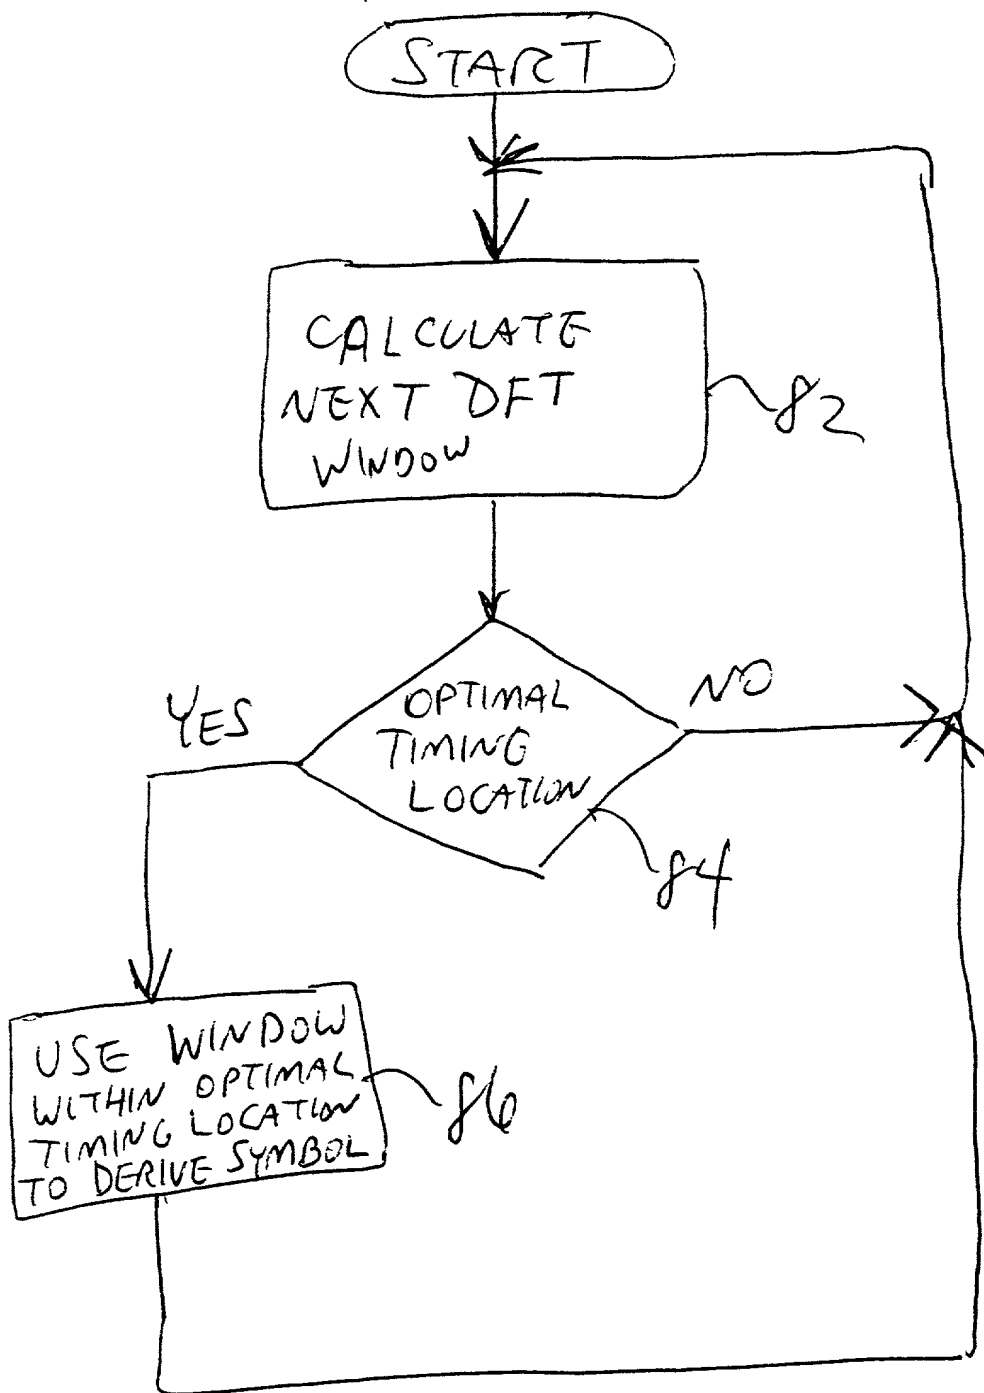 START
CALCULATE
NEXT DFT
WINDOW
82
YES
OPTIMAL
TIMING
LOCATION
NO
84
USE WINDOW
WITHIN OPTIMAL
TIMING LOCATION
TO DERIVE SYMBOL
86